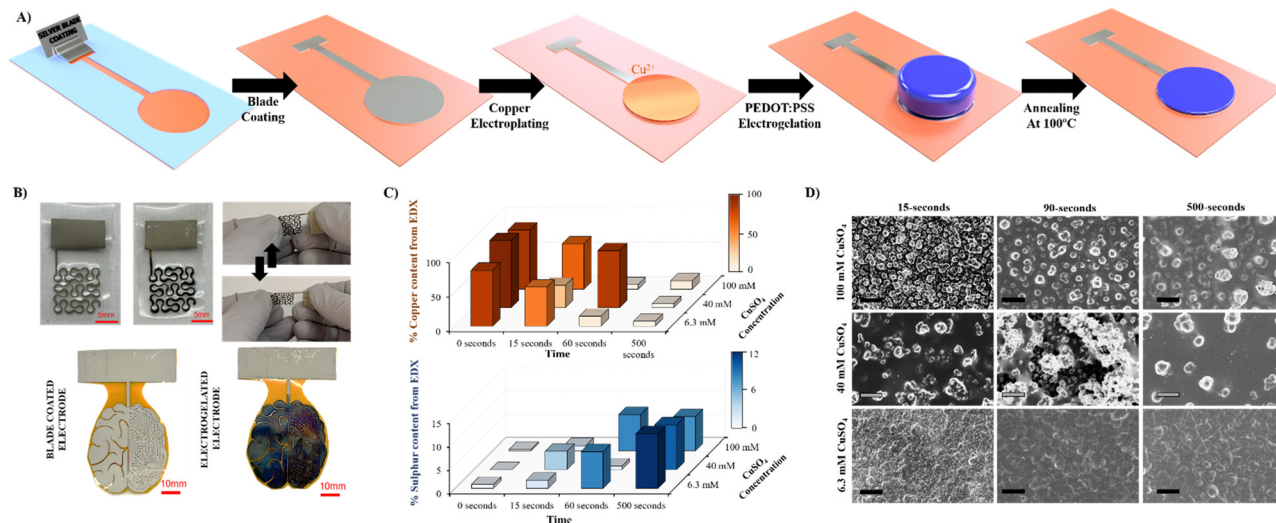 A)
SILVER BLADE
COATING
Blade
Coating
Copper
Electroplating
Cu²⁺
PEDOT:PSS
Electrogelation
Annealing
At 100°C
B)
5mm
5mm
BLADE COATED
ELECTRODE
10mm
ELECTROGELATED
ELECTRODE
10mm
C)
% Copper content from EDX
100
50
0
0 seconds
15 seconds
60 seconds
500
seconds
Time
6.3 mM
40 mM
100 mM
CuSO₄
Concentration
100
50
0
% Sulphur content from EDX
15
10
5
0
0 seconds
15 seconds
60 seconds
500 seconds
Time
6.3 mM
40 mM
100 mM
CuSO₄
Concentration
12
6
0
D)
15-seconds
90-seconds
500-seconds
100 mM CuSO₄
40 mM CuSO₄
6.3 mM CuSO₄